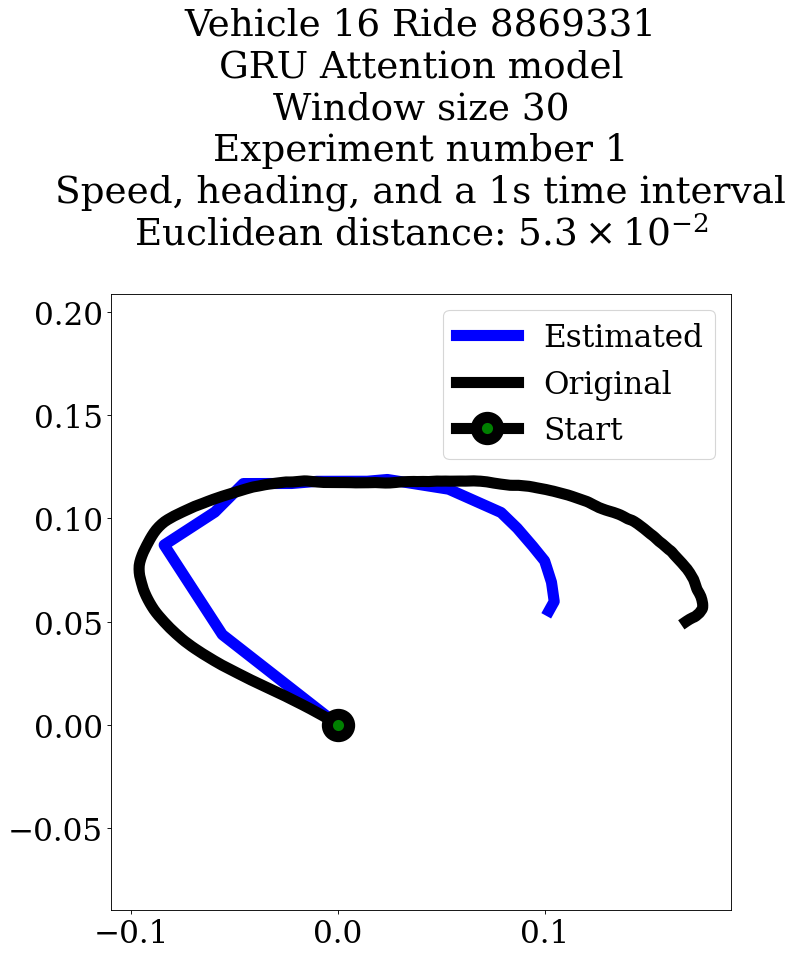 Vehicle 16 Ride 8869331
GRU Attention model
Window size 30
Experiment number 1
Speed, heading, and a 1s time interval
Euclidean distance: 5.3 × 10⁻²
Estimated
Original
Start
0.20
0.15
0.10
0.05
0.00
−0.05
−0.1
0.0
0.1